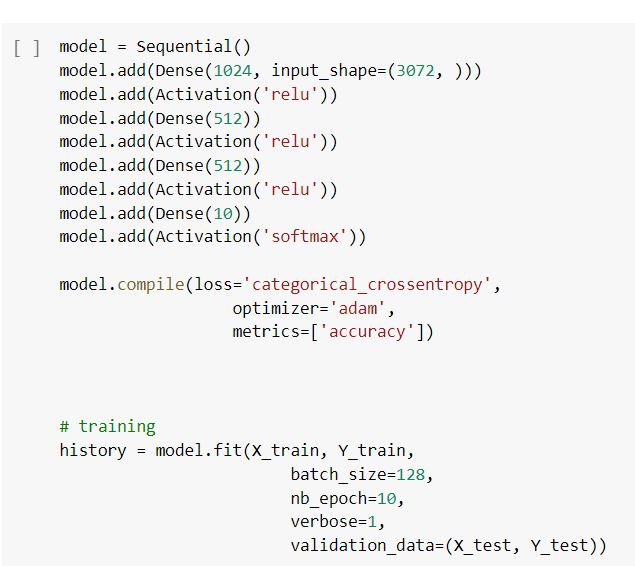 [ ] model = Sequential()
model.add(Dense(1024, input_shape=(3072, )))
model.add(Activation('relu'))
model.add(Dense(512))
model.add(Activation('relu'))
model.add(Dense(512))
model.add(Activation('relu'))
model.add(Dense(10))
model.add(Activation('softmax'))
model.compile(loss='categorical_crossentropy',
optimizer='adam',
metrics=['accuracy'])
# training
history = model.fit(X_train, Y_train,
batch_size=128,
nb_epoch=10,
verbose=1,
validation_data=(X_test, Y_test))